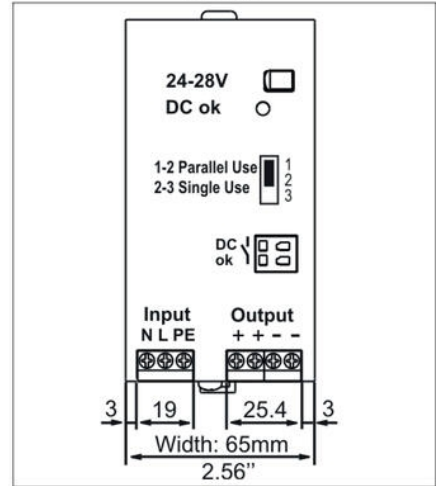 24-28V
DC ok
1-2 Parallel Use
2-3 Single Use
1
2
3
DC
ok
Input Output
N L PE + + - -
3 19 25.4 3
Width: 65mm
2.56’’